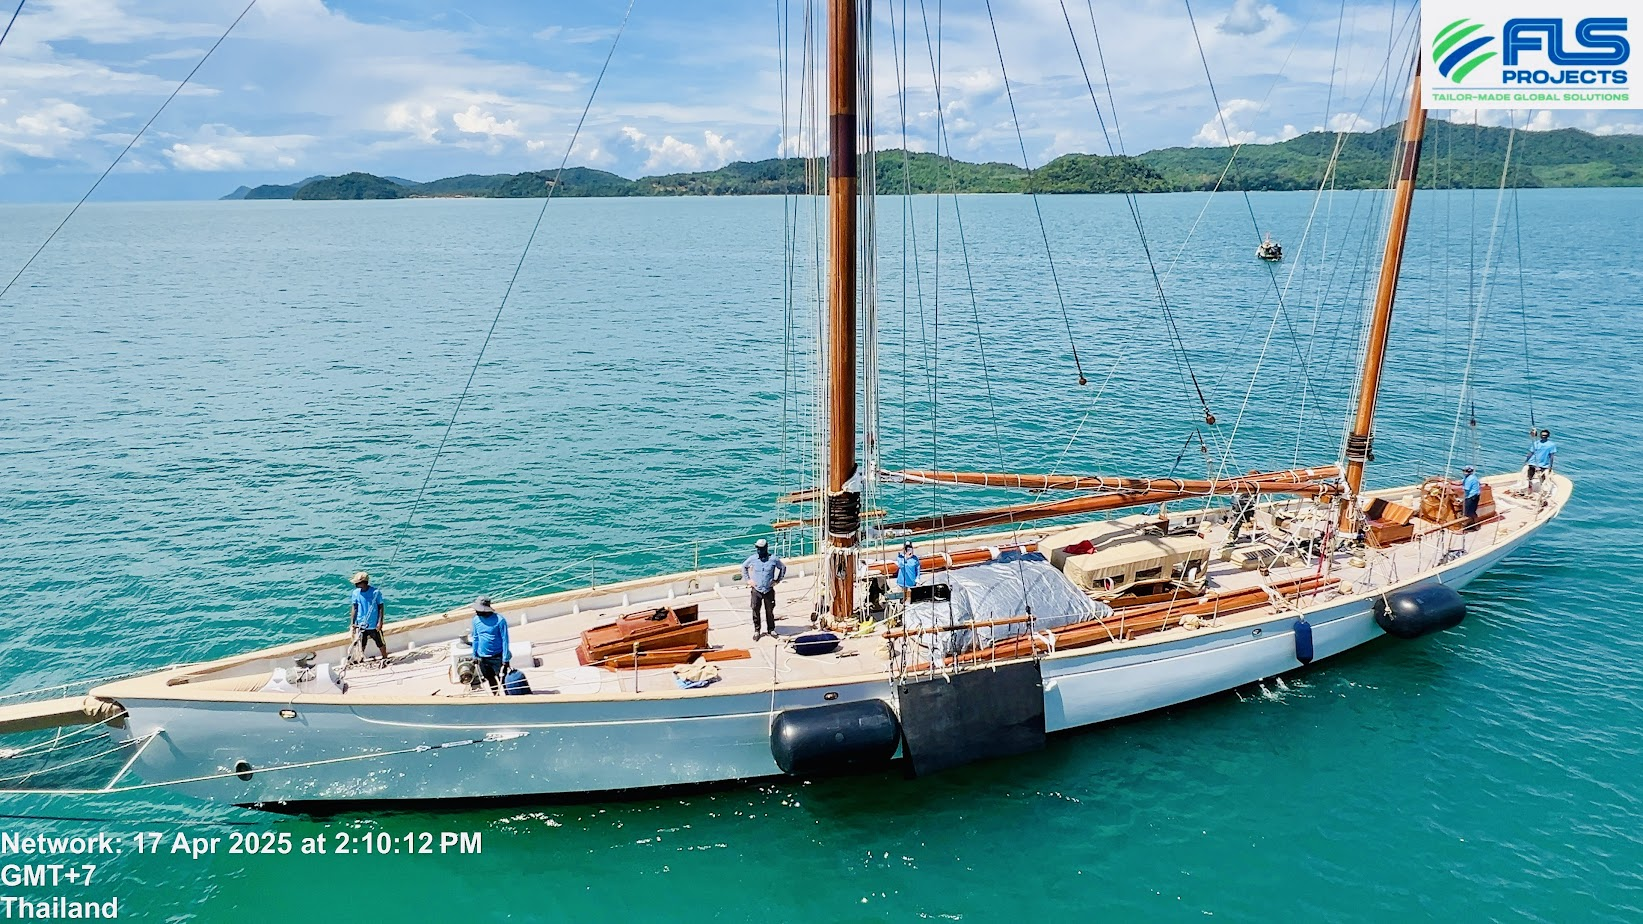 FLS
PROJECTS
TAILOR-MADE GLOBAL SOLUTIONS
Network: 17 Apr 2025 at 2:10:12 PM
GMT+7
Thailand